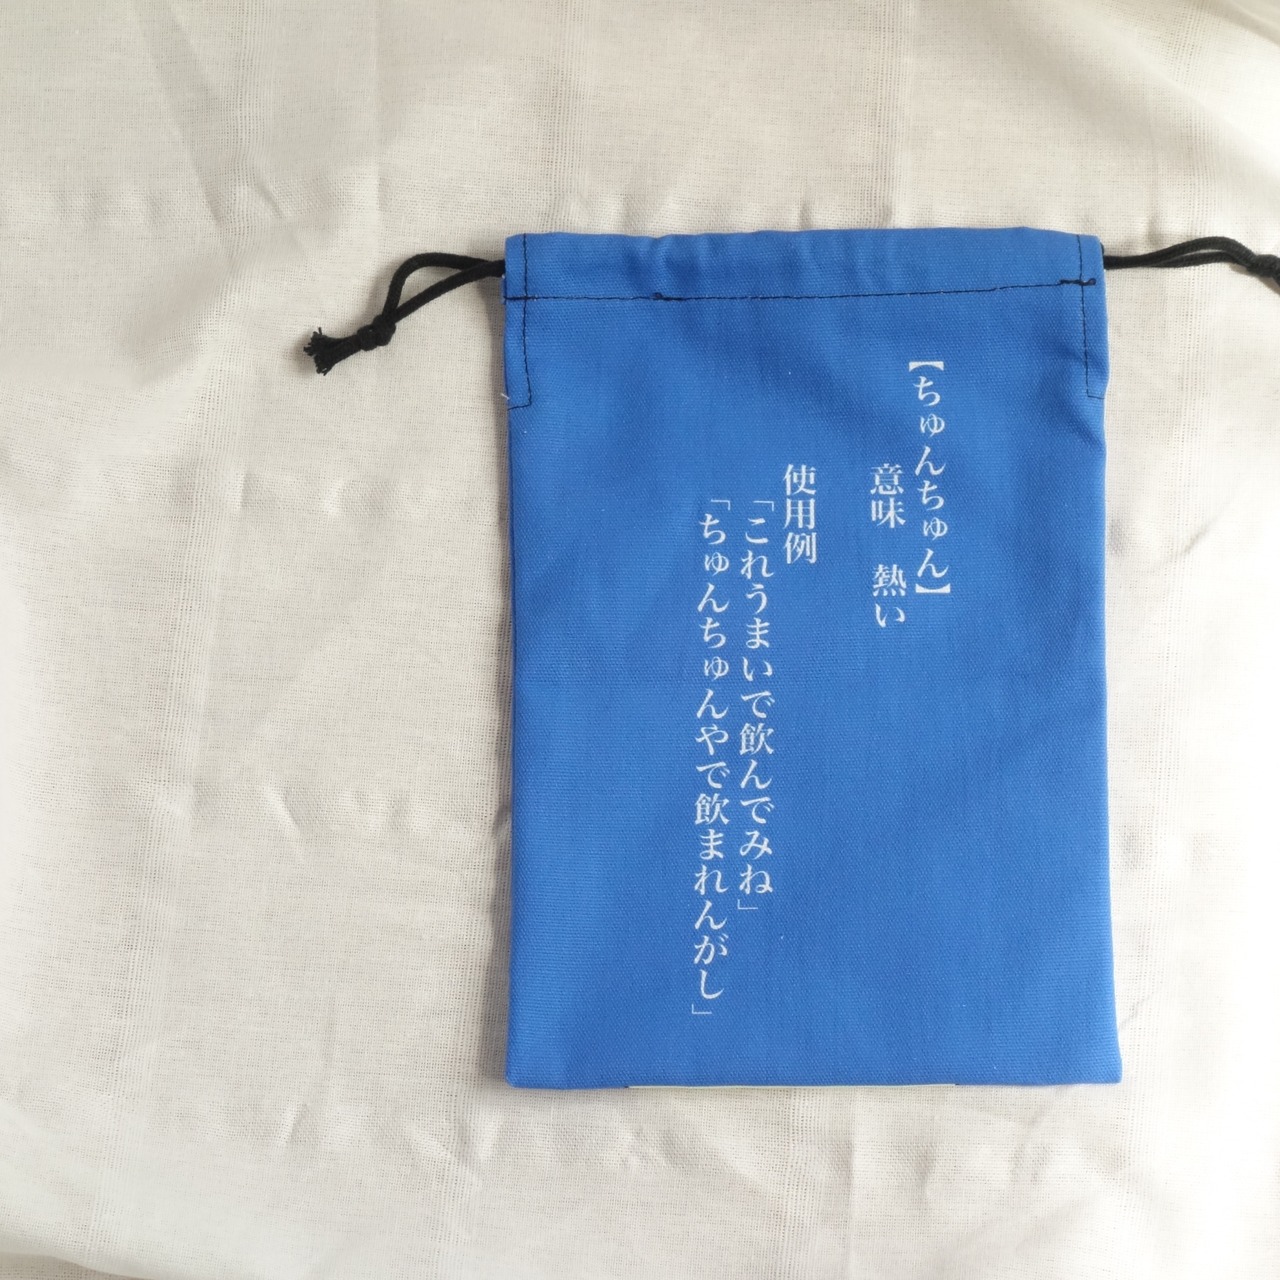 【ちゅんちゅん】
意味　熱い
使用例
「これうまいで飲んでみね」
「ちゅんちゅんやで飲まれんがし」